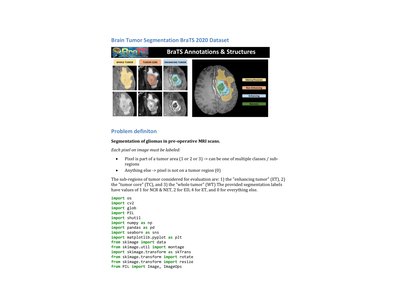 Brain Tumor Segmentation BraTS 2020 Dataset
BraTS Annotations & Structures
WHOLE TUMOR
TUMOR CORE
ENHANCING TUMOR
Problem definiton
Segmentation of gliomas in pre-operative MRI scans.
Each pixel on image must be labeled:
• Pixel is part of a tumor area (1 or 2 or 3) -> can be one of multiple classes / sub-
regions
• Anything else -> pixel is not on a tumor region (0)
The sub-regions of tumor considered for evaluation are: 1) the "enhancing tumor" (ET), 2)
the "tumor core" (TC), and 3) the "whole tumor" (WT) The provided segmentation labels
have values of 1 for NCR & NET, 2 for ED, 4 for ET, and 0 for everything else.
import os
import cv2
import glob
import PIL
import shutil
import numpy as np
import pandas as pd
import seaborn as sns
import matplotlib.pyplot as plt
from skimage import data
from skimage.util import montage
import skimage.transform as skTrans
from skimage.transform import rotate
from skimage.transform import resize
from PIL import Image, ImageOps